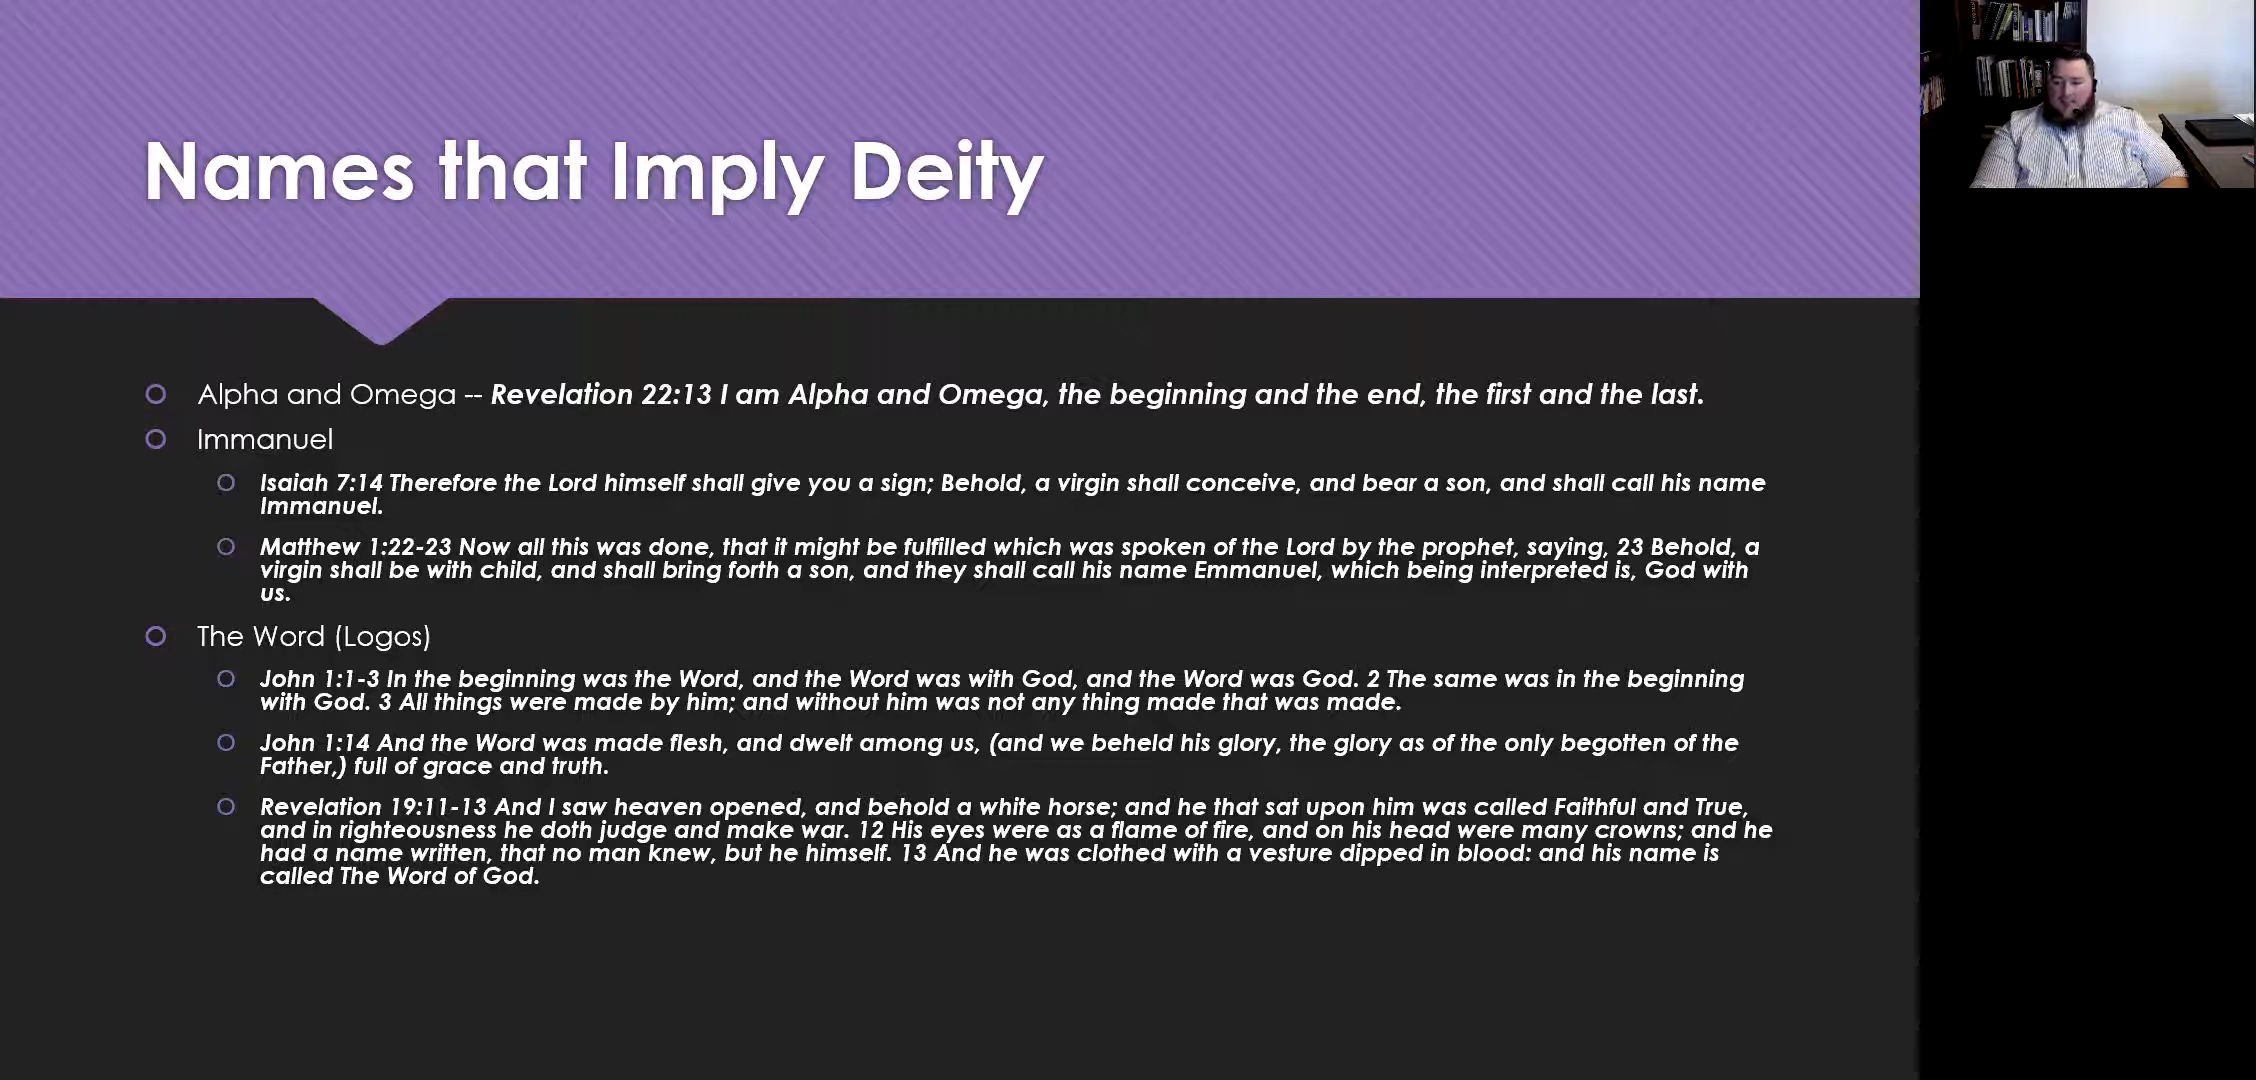 Names that Imply Deity
Alpha and Omega -- Revelation 22:13 I am Alpha and Omega, the beginning and the end, the first and the last.
Immanuel
Isaiah 7:14 Therefore the Lord himself shall give you a sign; Behold, a virgin shall conceive, and bear a son, and shall call his name
Immanuel.
Matthew 1:22-23 Now all this was done, that it might be fulfilled which was spoken of the Lord by the prophet, saying, 23 Behold, a
virgin shall be with child, and shall bring forth a son, and they shall call his name Emmanuel, which being interpreted is, God with
us.
The Word (Logos)
John 1:1-3 In the beginning was the Word, and the Word was with God, and the Word was God. 2 The same was in the beginning
with God. 3 All things were made by him; and without him was not any thing made that was made.
John 1:14 And the Word was made flesh, and dwelt among us, (and we beheld his glory, the glory as of the only begotten of the
Father,) full of grace and truth.
Revelation 19:11-13 And I saw heaven opened, and behold a white horse; and he that sat upon him was called Faithful and True,
and in righteousness he doth judge and make war. 12 His eyes were as a flame of fire, and on his head were many crowns; and he
had a name written, that no man knew, but he himself. 13 And he was clothed with a vesture dipped in blood: and his name is
called The Word of God.